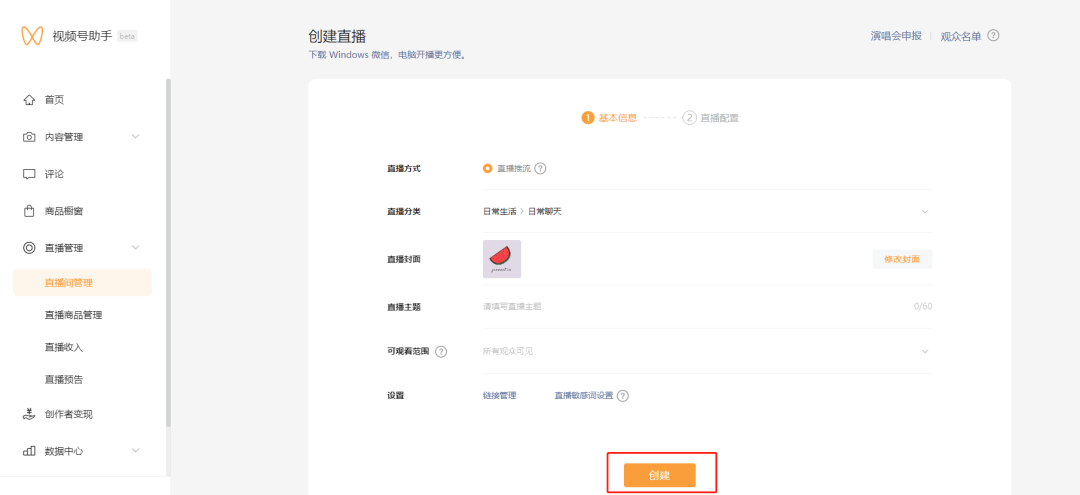 视频号助手 beta
首页
内容管理
评论
商品橱窗
直播管理
直播间管理
直播商品管理
直播收入
直播预告
创作者变现
数据中心
创建直播
下载 Windows 微信，电脑开播更方便。
演唱会申报 | 观众名单 ?
1 基本信息 2 直播配置
直播方式 直播推流 ?
直播分类 日常生活 > 日常聊天
直播封面 修改封面
直播主题 请填写直播主题 0/60
可观看范围 ? 所有观众可见
设置 链接管理 直播敏感词设置 ?
创建